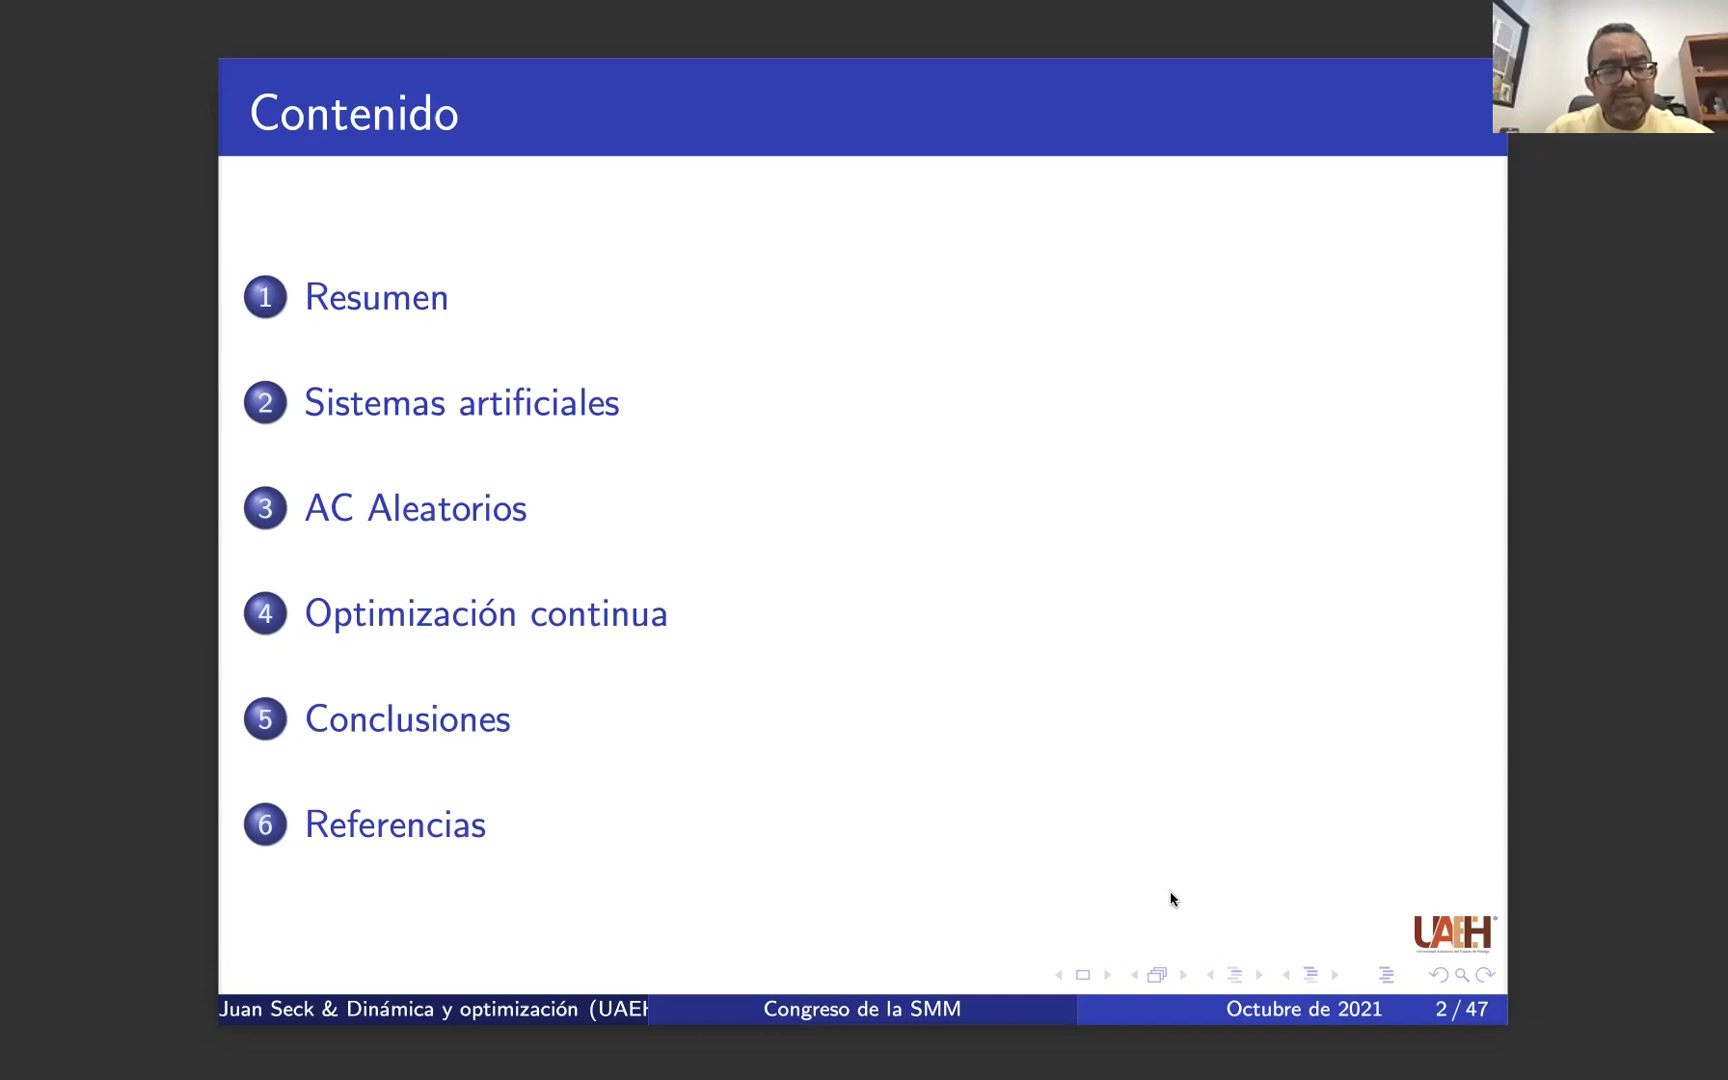 Contenido
1 Resumen
2 Sistemas artificiales
3 AC Aleatorios
4 Optimización continua
5 Conclusiones
6 Referencias
UAEH
Juan Seck & Dinámica y optimización (UAEH
Congreso de la SMM
Octubre de 2021
2 / 47